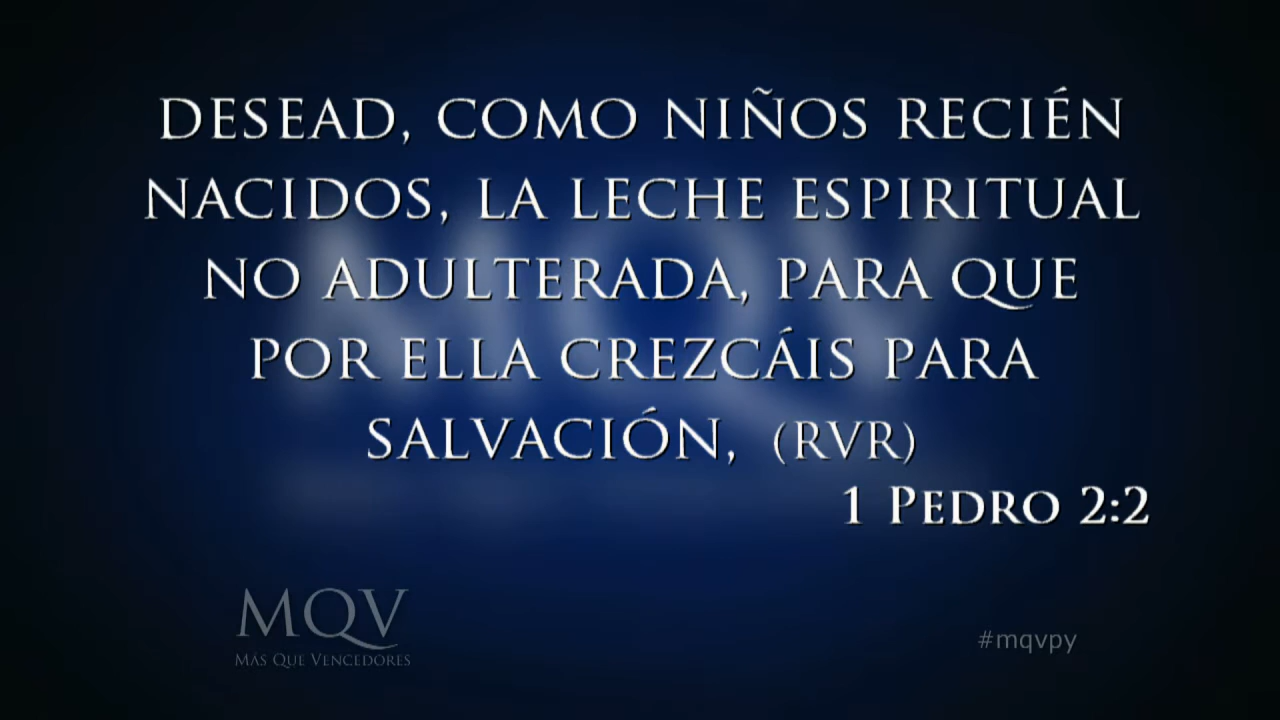 DESEAD, COMO NIÑOS RECIÉN
NACIDOS, LA LECHE ESPIRITUAL
NO ADULTERADA, PARA QUE
POR ELLA CREZCÁIS PARA
SALVACIÓN, (RVR)
1 PEDRO 2:2
MQV
MÁS QUE VENCEDORES
#mqvpy